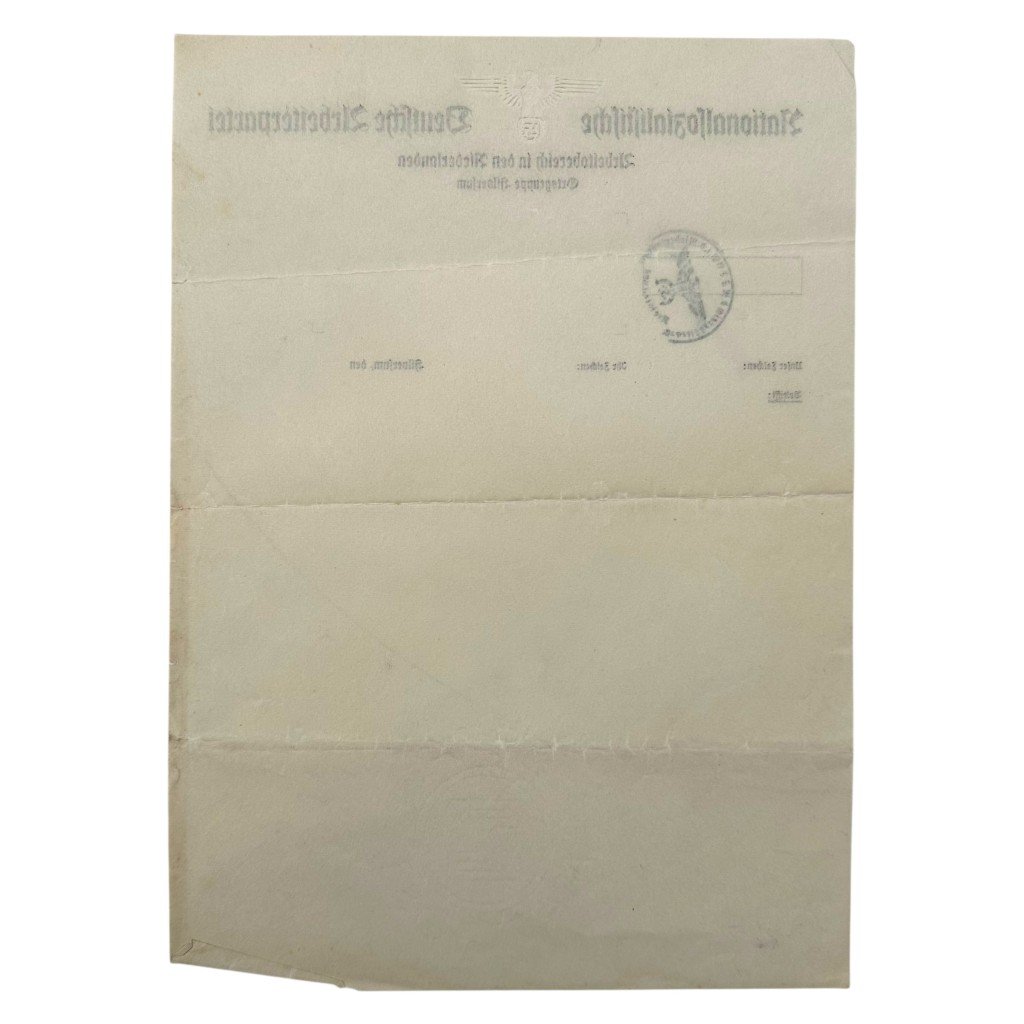 Nationalsozialistische Deutsche Arbeiterpartei
Arbeitsbereich in den Niederlanden
Ortsgruppe Hilversum
Unser Zeichen: Ihr Zeichen: Hilversum, den
Betrifft: